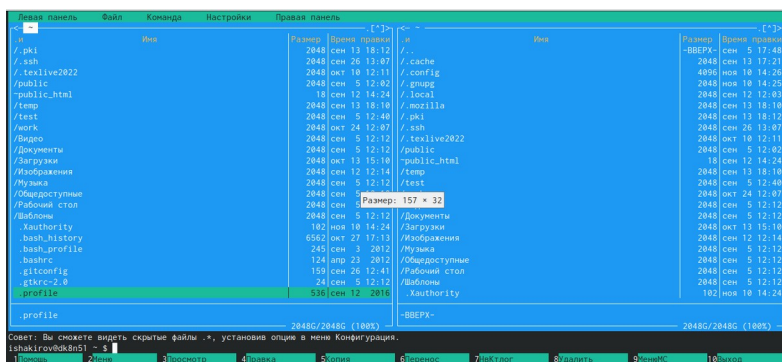 Левая панель Файл Команда Настройки Правая панель
<- ~ .[^]> <- ~ .[^]>
.и Имя Размер Время правки .и Имя Размер Время правки
/.pki 2048 сен 13 18:12 /.. -ВВЕРХ- сен 5 17:48
/.ssh 2048 сен 26 13:07 /.cache 2048 сен 13 17:21
/.texlive2022 2048 окт 10 12:11 /.config 4096 ноя 10 14:26
/public 2048 сен 5 12:02 /.gnupg 2048 ноя 10 14:25
~public_html 18 сен 12 14:24 /.local 2048 сен 12 12:03
/temp 2048 сен 13 18:10 /.mozilla 2048 сен 13 18:10
/test 2048 сен 5 12:40 /.pki 2048 сен 13 18:12
/work 2048 окт 24 12:07 /.ssh 2048 сен 26 13:07
/Видео 2048 сен 5 12:12 /.texlive2022 2048 окт 10 12:11
/Документы 2048 сен 5 12:12 /public 2048 сен 5 12:02
/Загрузки 2048 окт 13 15:10 ~public_html 18 сен 12 14:24
/Изображения 2048 сен 12 12:14 /temp 2048 сен 13 18:10
/Музыка 2048 сен 5 12:12 /test 2048 сен 5 12:40
/Общедоступные 2048 сен 5 2048 окт 24 12:07
/Рабочий стол 2048 сен 5 Размер: 157 × 32 2048 сен 5 12:12
/Шаблоны 2048 сен 5 12:12 /Документы 2048 сен 5 12:12
.Xauthority 102 ноя 10 14:24 /Загрузки 2048 окт 13 15:10
.bash_history 6562 окт 27 17:13 /Изображения 2048 сен 12 12:14
.bash_profile 245 сен 3 2012 /Музыка 2048 сен 5 12:12
.bashrc 124 апр 23 2012 /Общедоступные 2048 сен 5 12:12
.gitconfig 159 сен 26 12:41 /Рабочий стол 2048 сен 5 12:12
.gtkrc-2.0 24 сен 5 12:12 /Шаблоны 2048 сен 5 12:12
.profile 536 сен 12 2016 .Xauthority 102 ноя 10 14:24
.profile -ВВЕРХ-
2048G/2048G (100%) 2048G/2048G (100%)
Совет: Вы сможете видеть скрытые файлы .*, установив опцию в меню Конфигурация.
ishakirov@dk8n51 ~ $
1Помощь 2Меню 3Просмотр 4Правка 5Копия 6Перенос 7НвКтлог 8Удалить 9МенюМС 10Выход